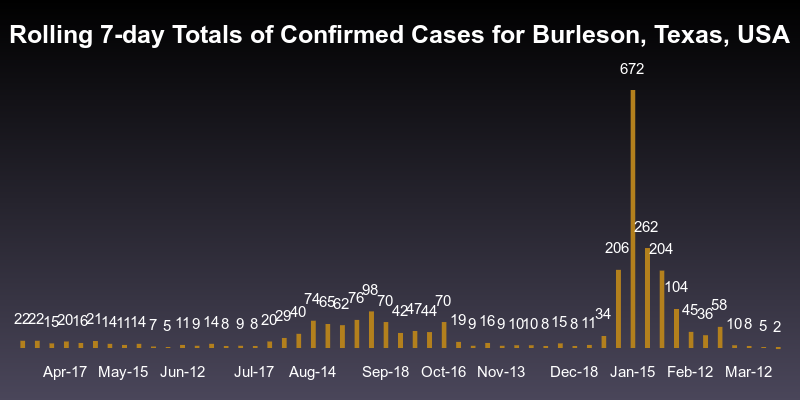 Rolling 7-day Totals of Confirmed Cases for Burleson, Texas, USA
22 22 15 20 16 21 14 11 14 7 5 11 9 14 8 9 8 20 29 40 74 65 62 76 98 70 42 47 44 70 19 9 16 9 10 10 8 15 8 11 34 206 672 262 204 104 45 36 58 10 8 5 2
Apr-17 May-15 Jun-12 Jul-17 Aug-14 Sep-18 Oct-16 Nov-13 Dec-18 Jan-15 Feb-12 Mar-12